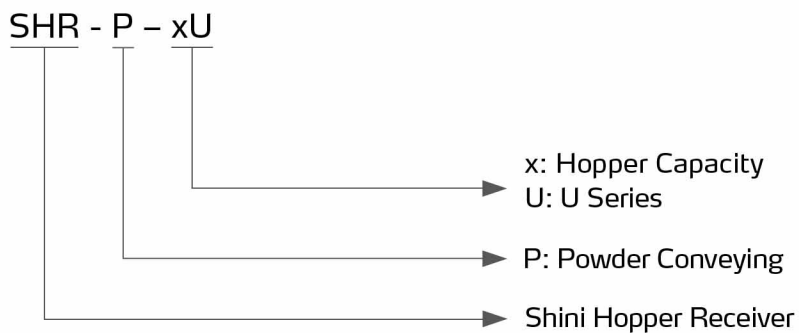 SHR - P – xU
x: Hopper Capacity
U: U Series
P: Powder Conveying
Shini Hopper Receiver